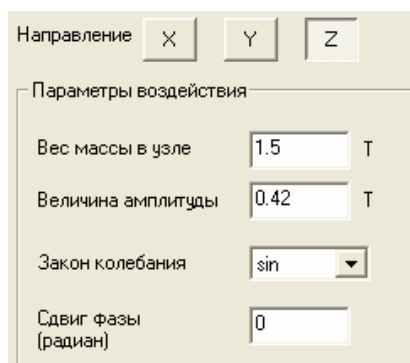 Направление X Y Z
Параметры воздействия
Вес массы в узле 1.5 Т
Величина амплитуды 0.42 Т
Закон колебания sin
Сдвиг фазы 0
(радиан)